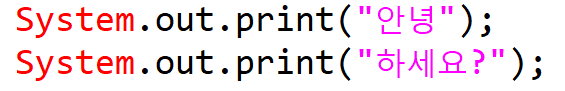 System.out.print("안녕");
System.out.print("하세요?");